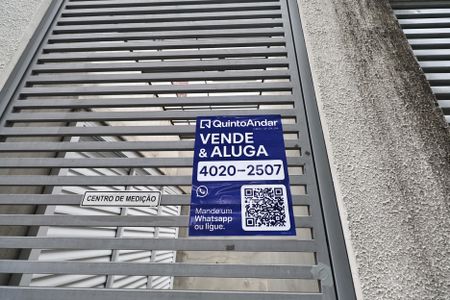 QuintoAndar
VENDE
& ALUGA
4020-2507
Mande um
Whatsapp
ou ligue.
CENTRO DE MEDIÇÃO